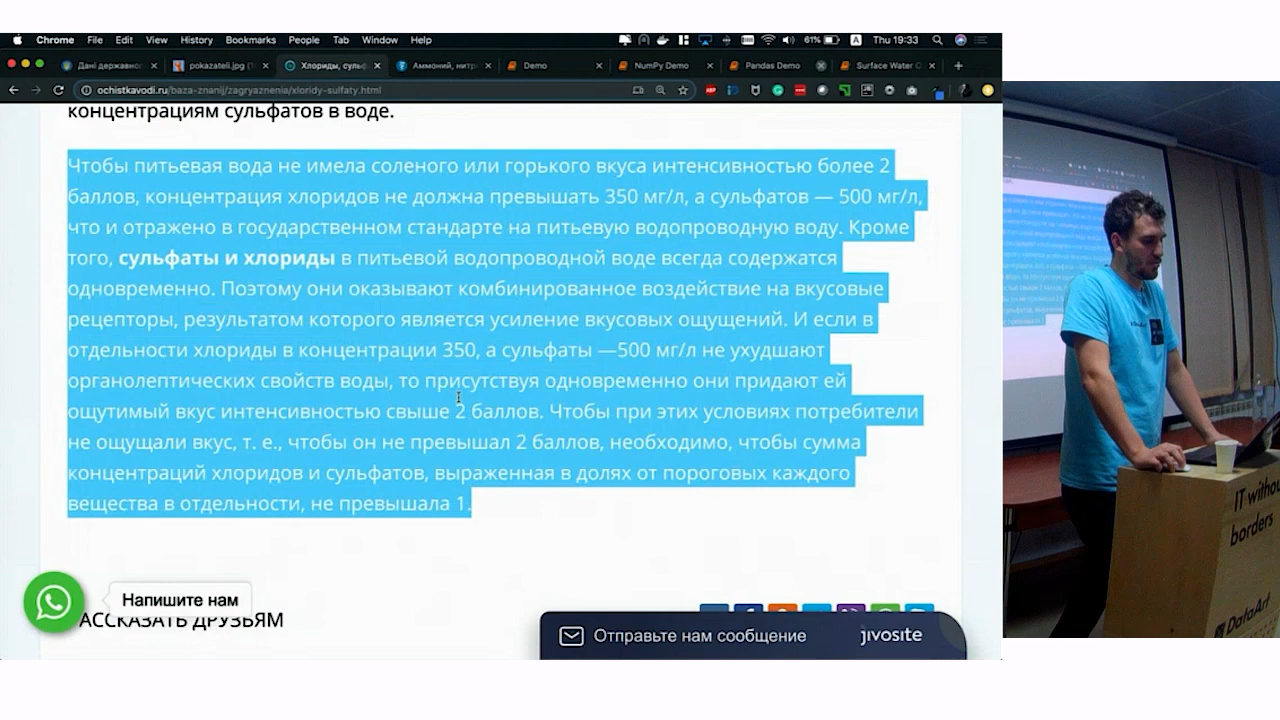 Chrome File Edit View History Bookmarks People Tab Window Help 61% A Thu 19:33
Дані державног pokazateli.jpg (1 Хлориды, сульф Аммоний, нитр Demo NumPy Demo Pandas Demo Surface Water C
ochistkavodi.ru/baza-znanij/zagryaznenia/xloridy-sulfaty.html
концентрациям сульфатов в воде.
Чтобы питьевая вода не имела соленого или горького вкуса интенсивностью более 2
баллов, концентрация хлоридов не должна превышать 350 мг/л, а сульфатов — 500 мг/л,
что и отражено в государственном стандарте на питьевую водопроводную воду. Кроме
того, сульфаты и хлориды в питьевой водопроводной воде всегда содержатся
одновременно. Поэтому они оказывают комбинированное воздействие на вкусовые
рецепторы, результатом которого является усиление вкусовых ощущений. И если в
отдельности хлориды в концентрации 350, а сульфаты —500 мг/л не ухудшают
органолептических свойств воды, то присутствуя одновременно они придают ей
ощутимый вкус интенсивностью свыше 2 баллов. Чтобы при этих условиях потребители
не ощущали вкус, т. е., чтобы он не превышал 2 баллов, необходимо, чтобы сумма
концентраций хлоридов и сульфатов, выраженная в долях от пороговых каждого
вещества в отдельности, не превышала 1.
Напишите нам
АССКАЗАТЬ ДРУЗЬЯМ
Отправьте нам сообщение jivosite
IT without
borders
DataArt